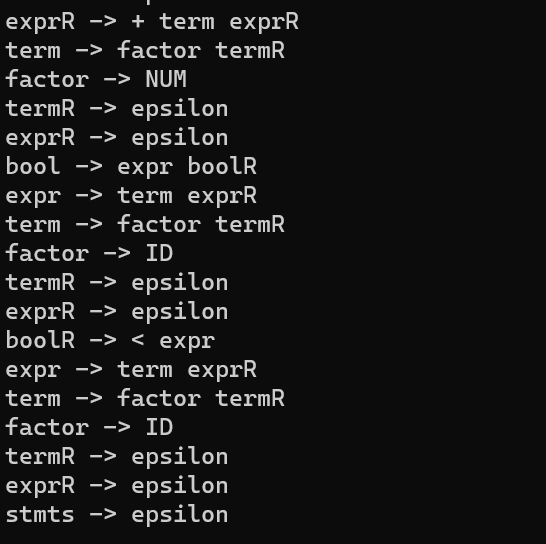 exprR -> + term exprR
term -> factor termR
factor -> NUM
termR -> epsilon
exprR -> epsilon
bool -> expr boolR
expr -> term exprR
term -> factor termR
factor -> ID
termR -> epsilon
exprR -> epsilon
boolR -> < expr
expr -> term exprR
term -> factor termR
factor -> ID
termR -> epsilon
exprR -> epsilon
stmts -> epsilon